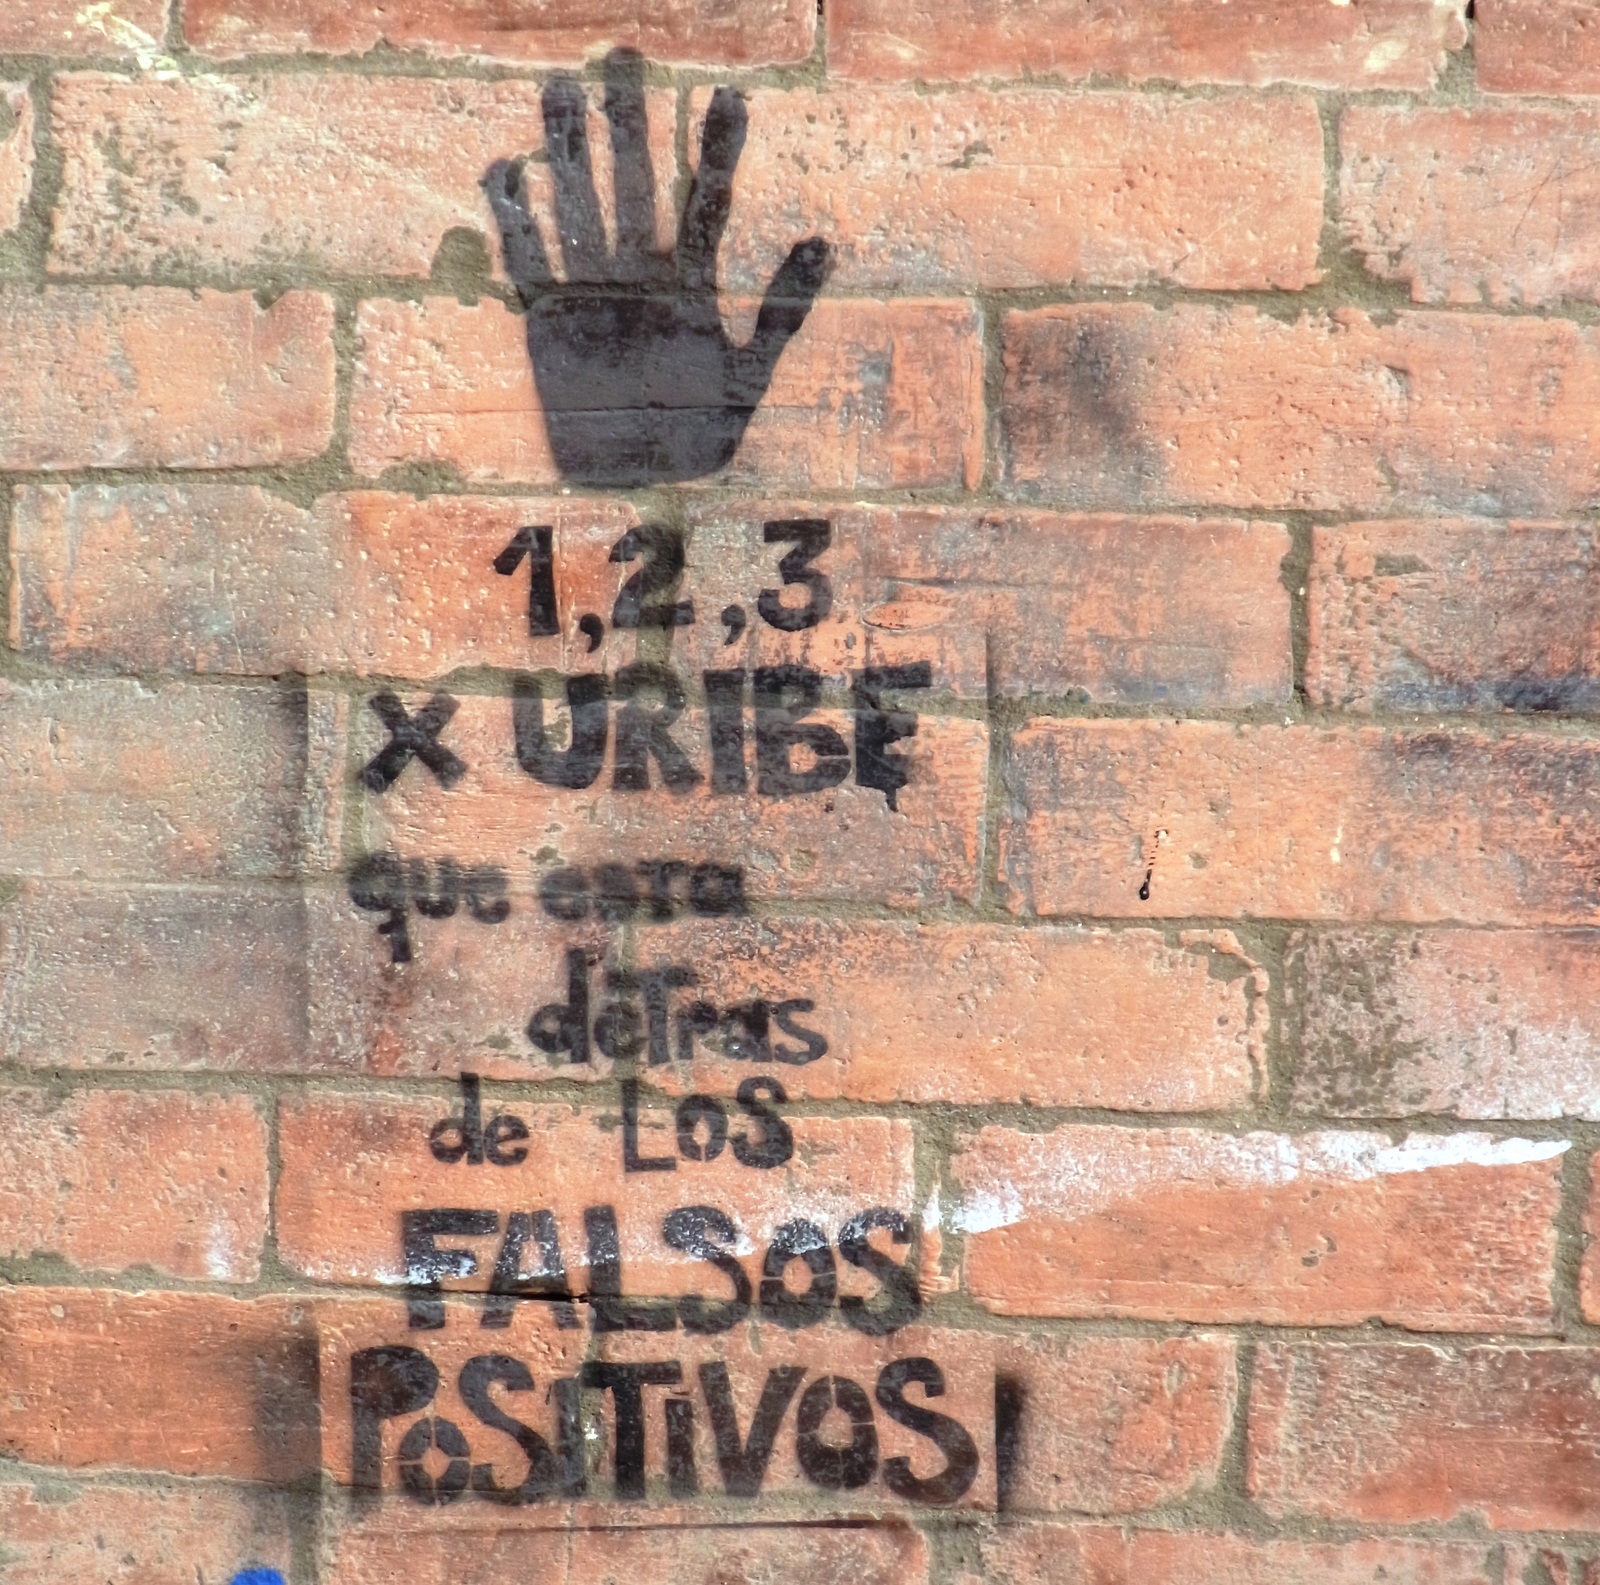 1,2,3
x URIBE
que esta
deTras
de LoS
FALSoS
PoSiTiVoS